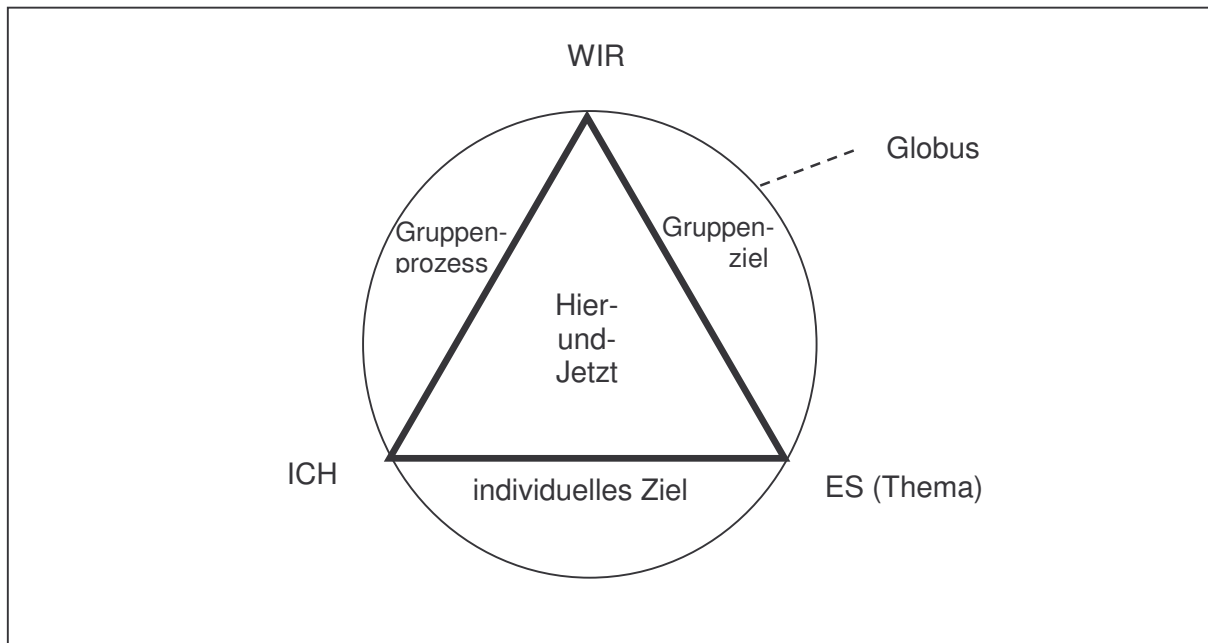 WIR
Globus
Gruppen-
prozess
Gruppen-
ziel
Hier-
und-
Jetzt
ICH
individuelles Ziel
ES (Thema)